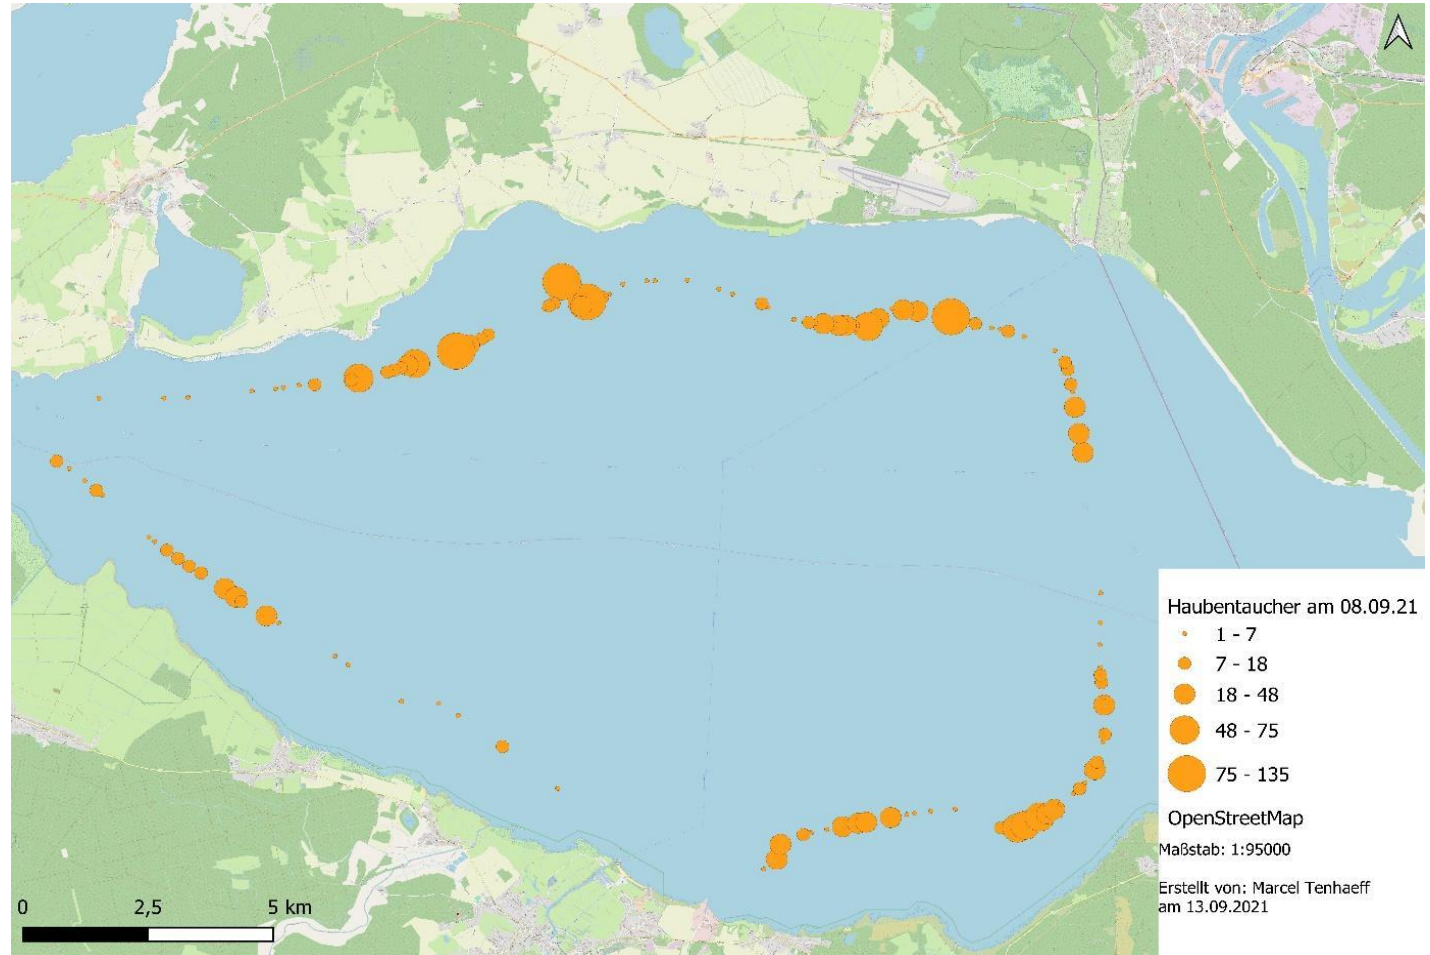 Haubentaucher am 08.09.21
1 - 7
7 - 18
18 - 48
48 - 75
75 - 135
OpenStreetMap
Maßstab: 1:95000
Erstellt von: Marcel Tenhaeff
am 13.09.2021
0 2,5 5 km